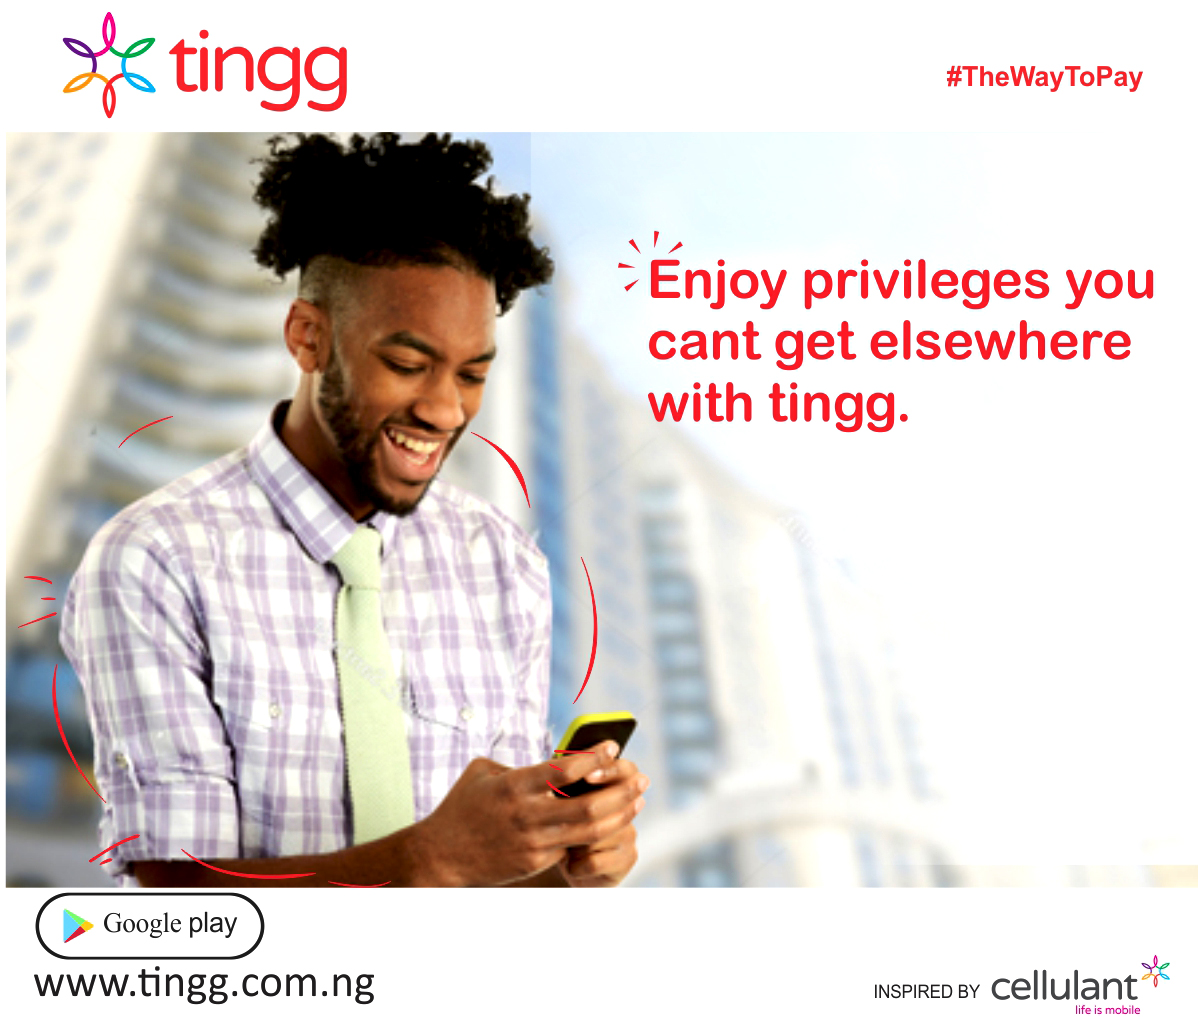 tingg
#TheWayToPay
Enjoy privileges you
cant get elsewhere
with tingg.
Google play
www.tingg.com.ng
INSPIRED BY cellulant
life is mobile